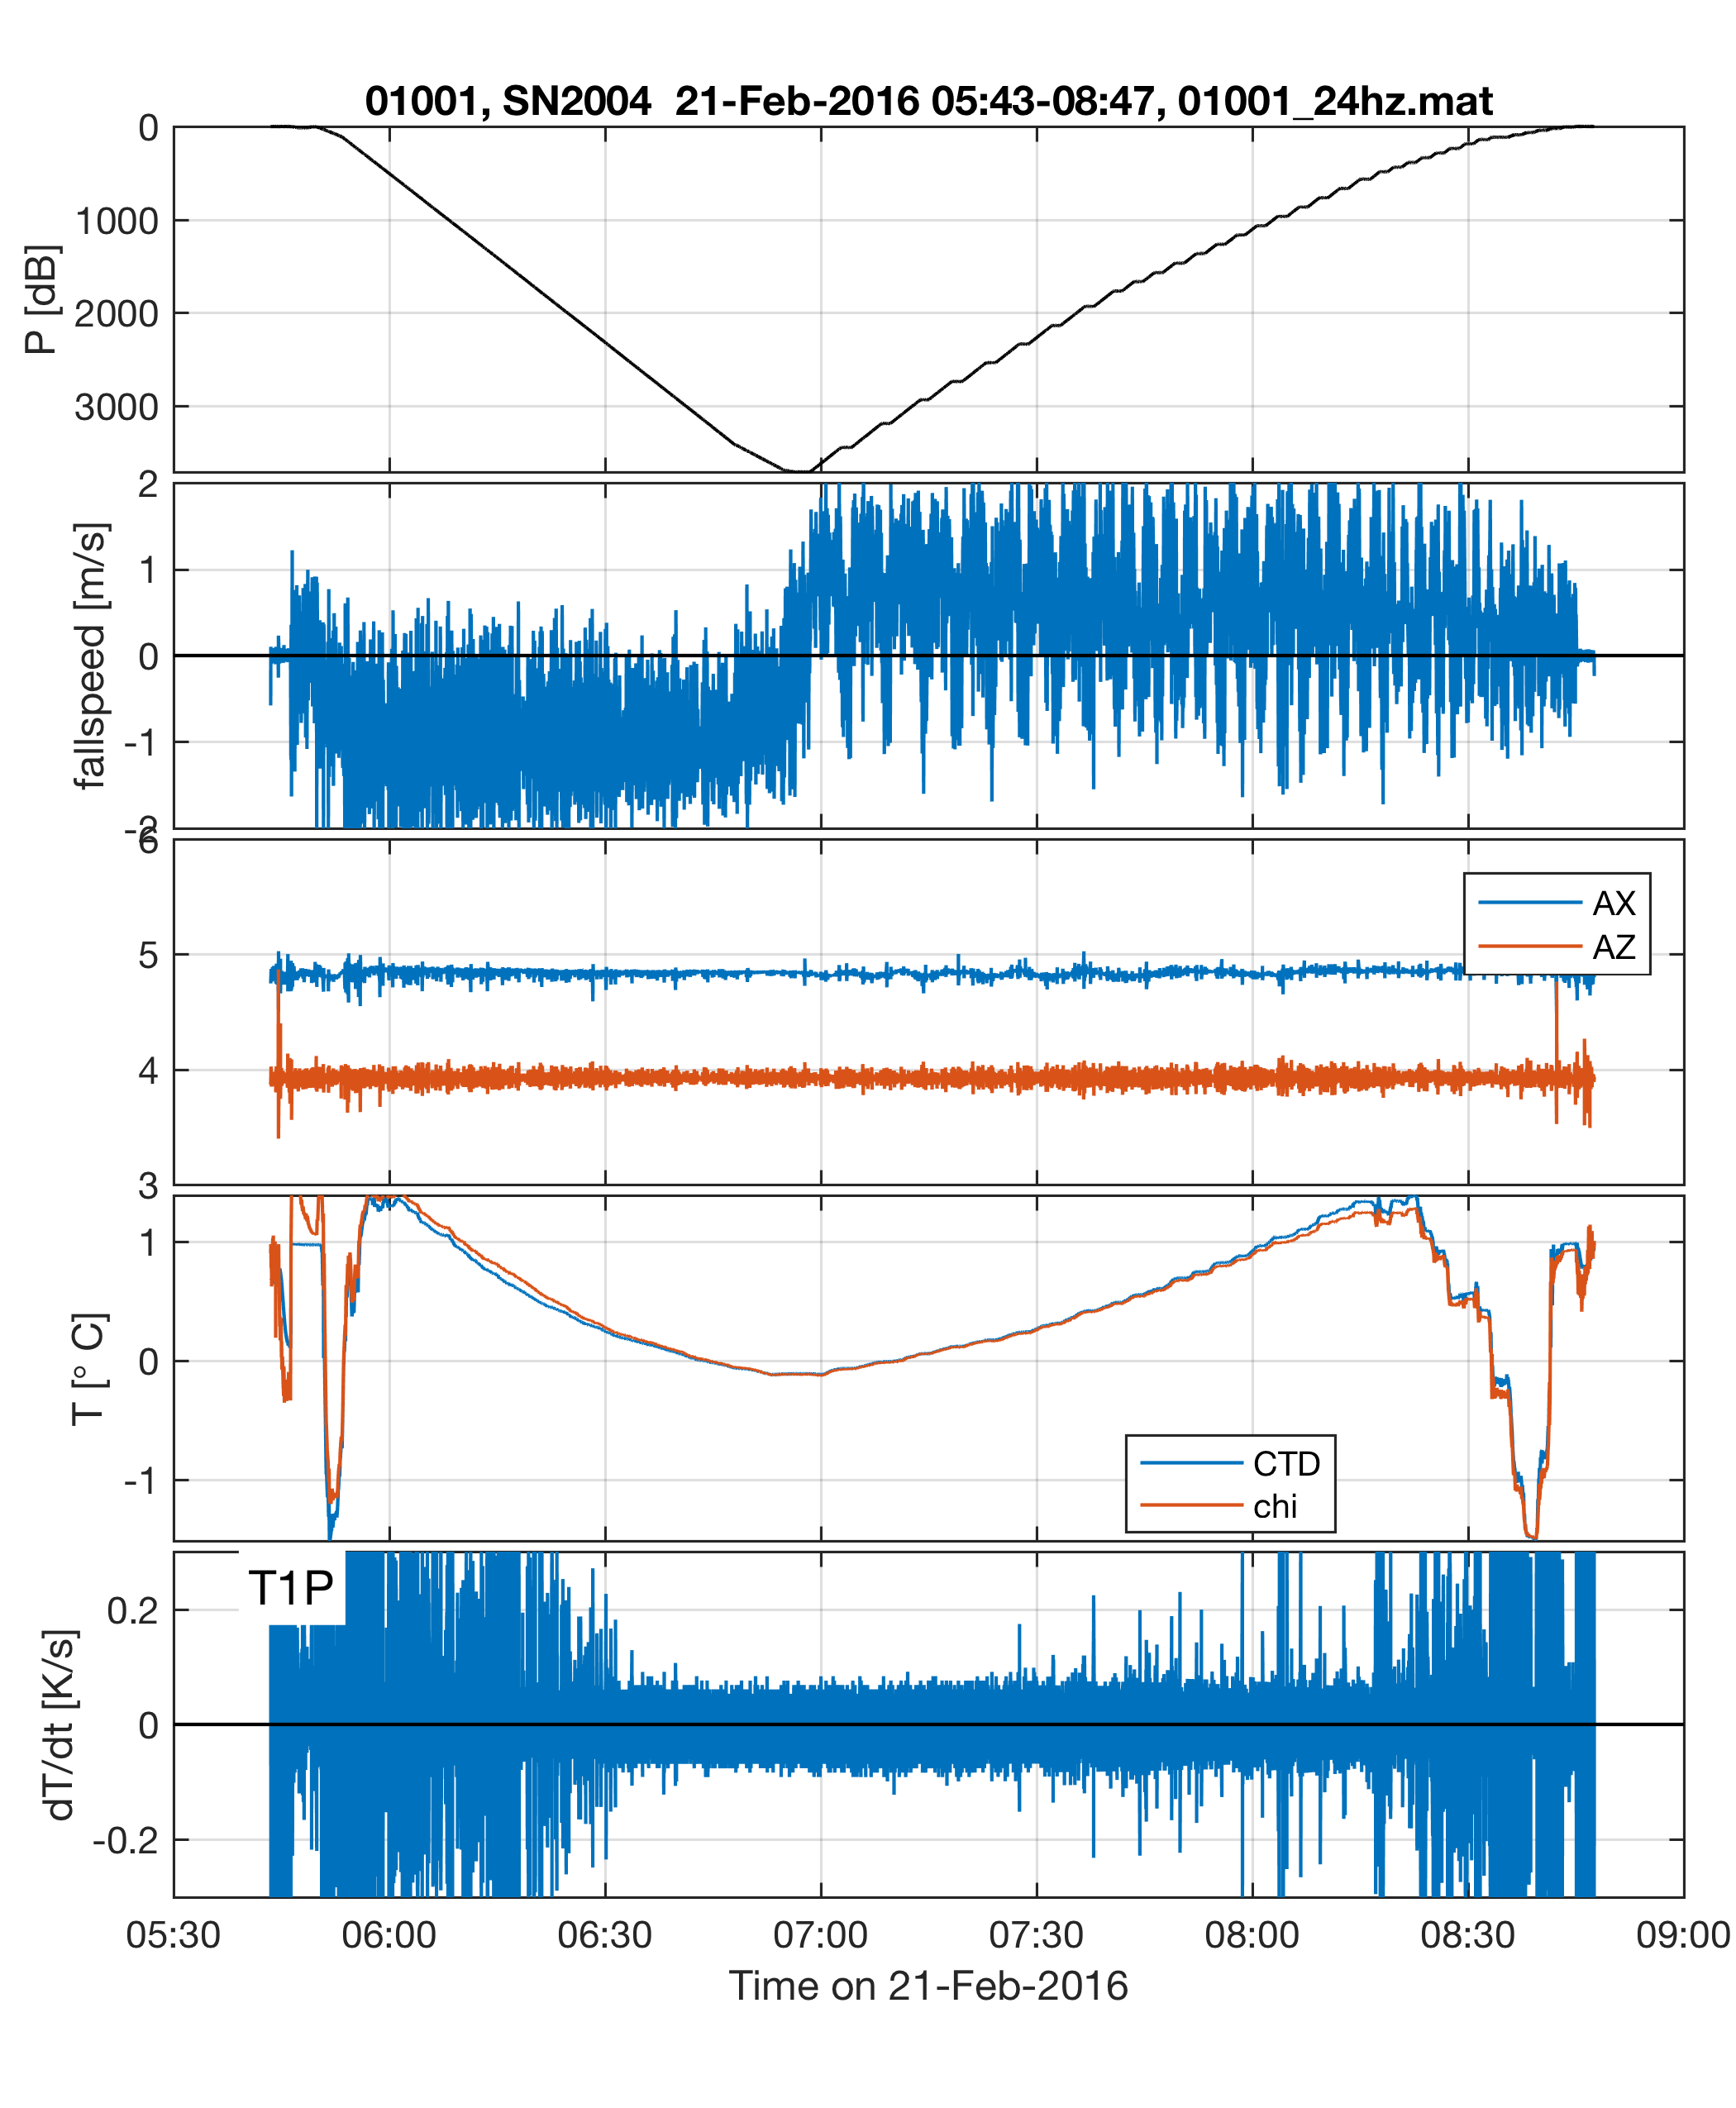 01001, SN2004  21-Feb-2016 05:43-08:47, 01001_24hz.mat
0
1000
2000
3000
P [dB]
2
1
0
-1
-2
fallspeed [m/s]
6
5
4
3
AX
AZ
1
0
-1
T [° C]
CTD
chi
T1P
0.2
0
-0.2
dT/dt [K/s]
05:30 06:00 06:30 07:00 07:30 08:00 08:30 09:00
Time on 21-Feb-2016